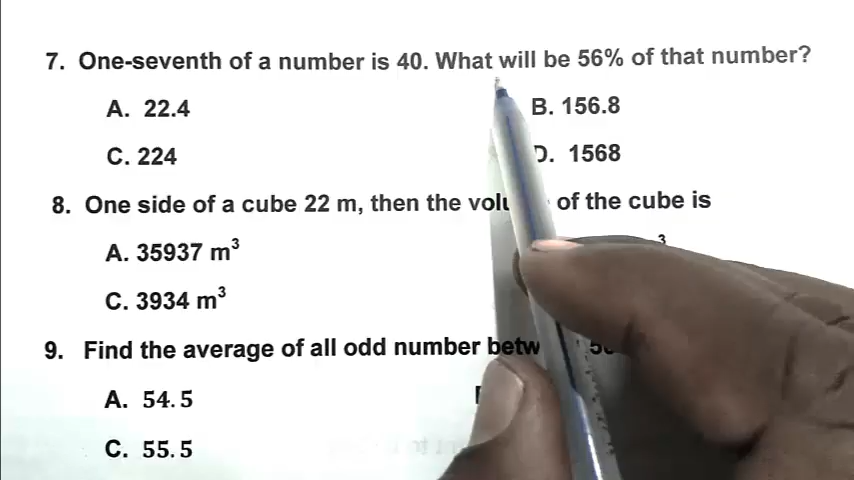 7. One-seventh of a number is 40. What will be 56% of that number?
A. 22.4 B. 156.8
C. 224 D. 1568
8. One side of a cube 22 m, then the of the cube is
A. 35937 m³ ³
C. 3934 m³
9. Find the average of all odd number
A. 54.5
C. 55.5